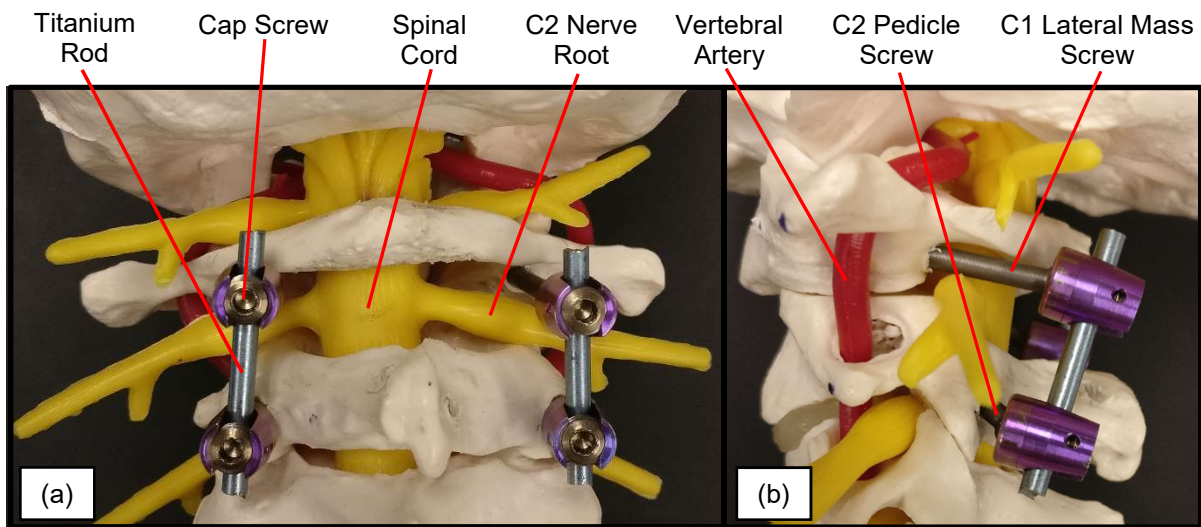 Titanium
Rod
Cap Screw
Spinal
Cord
C2 Nerve
Root
Vertebral
Artery
C2 Pedicle
Screw
C1 Lateral Mass
Screw
(a)
(b)